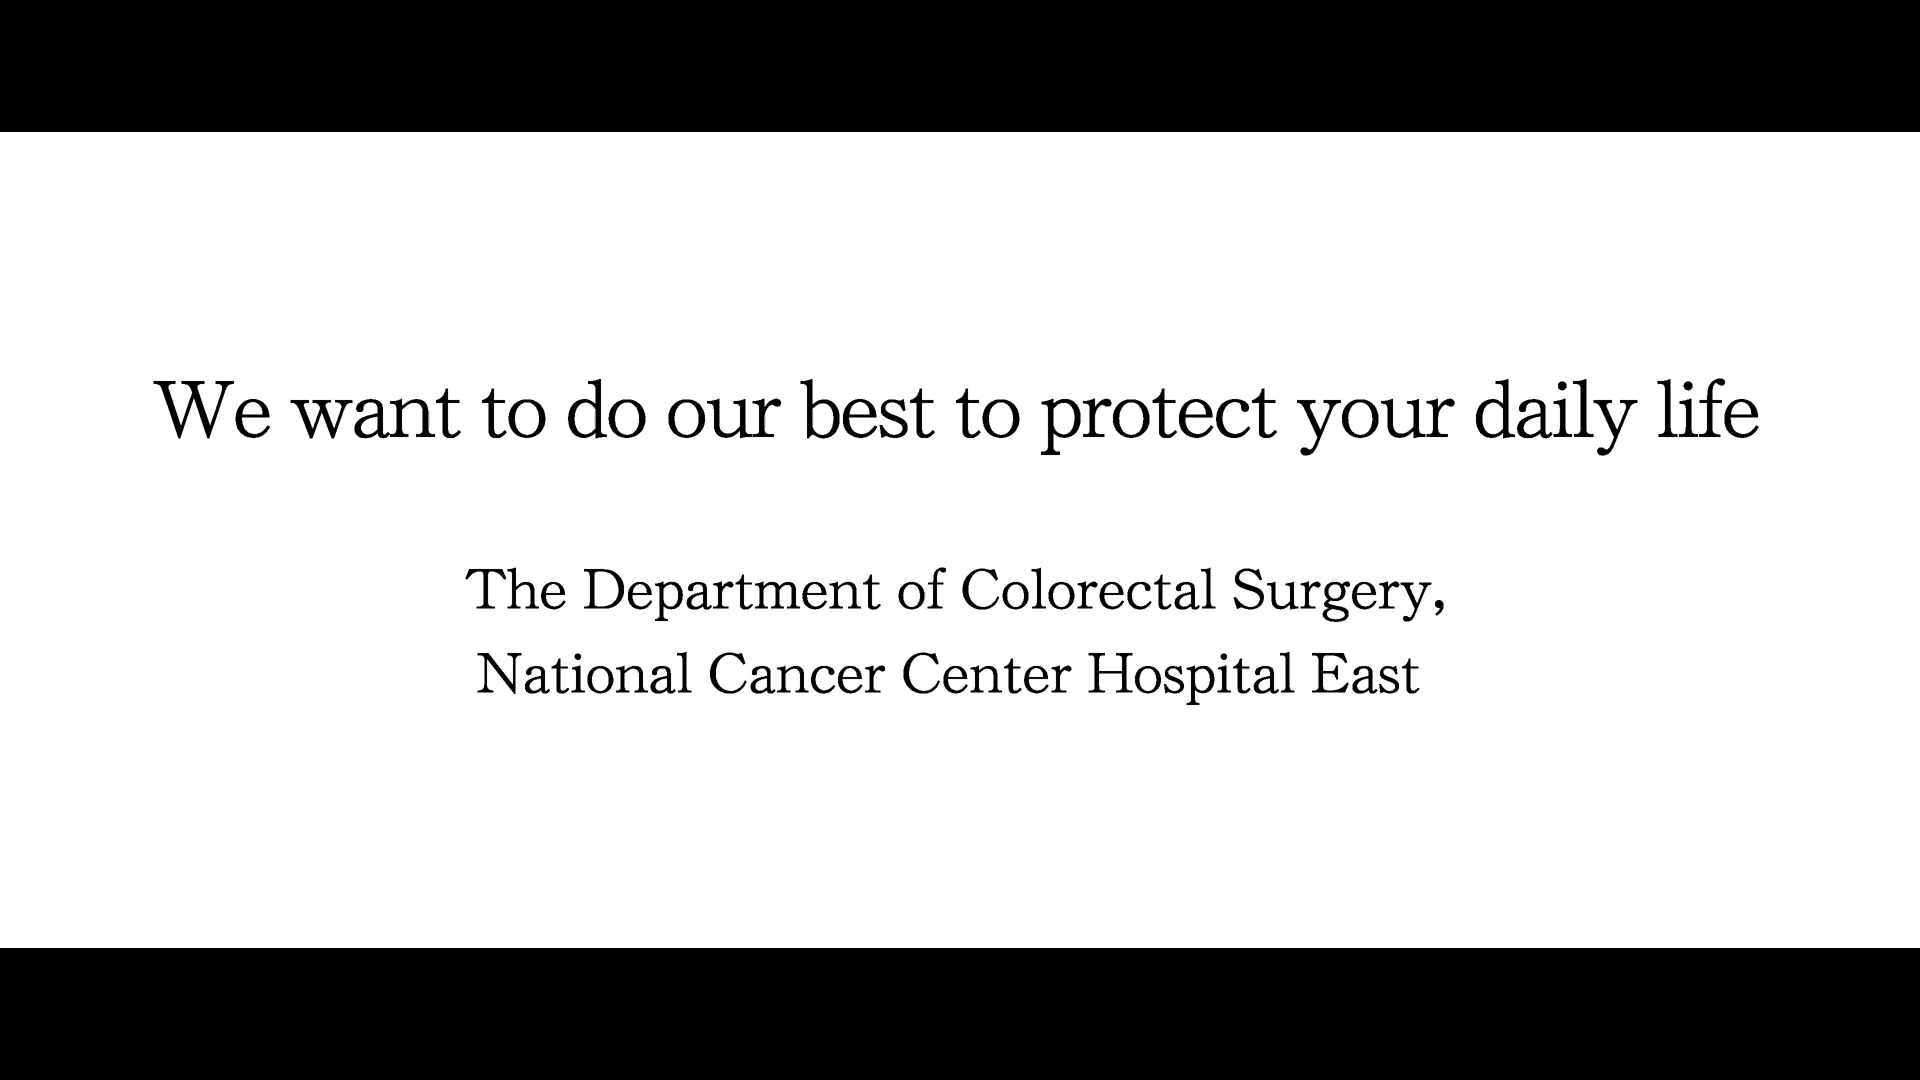 We want to do our best to protect your daily life
The Department of Colorectal Surgery,
National Cancer Center Hospital East